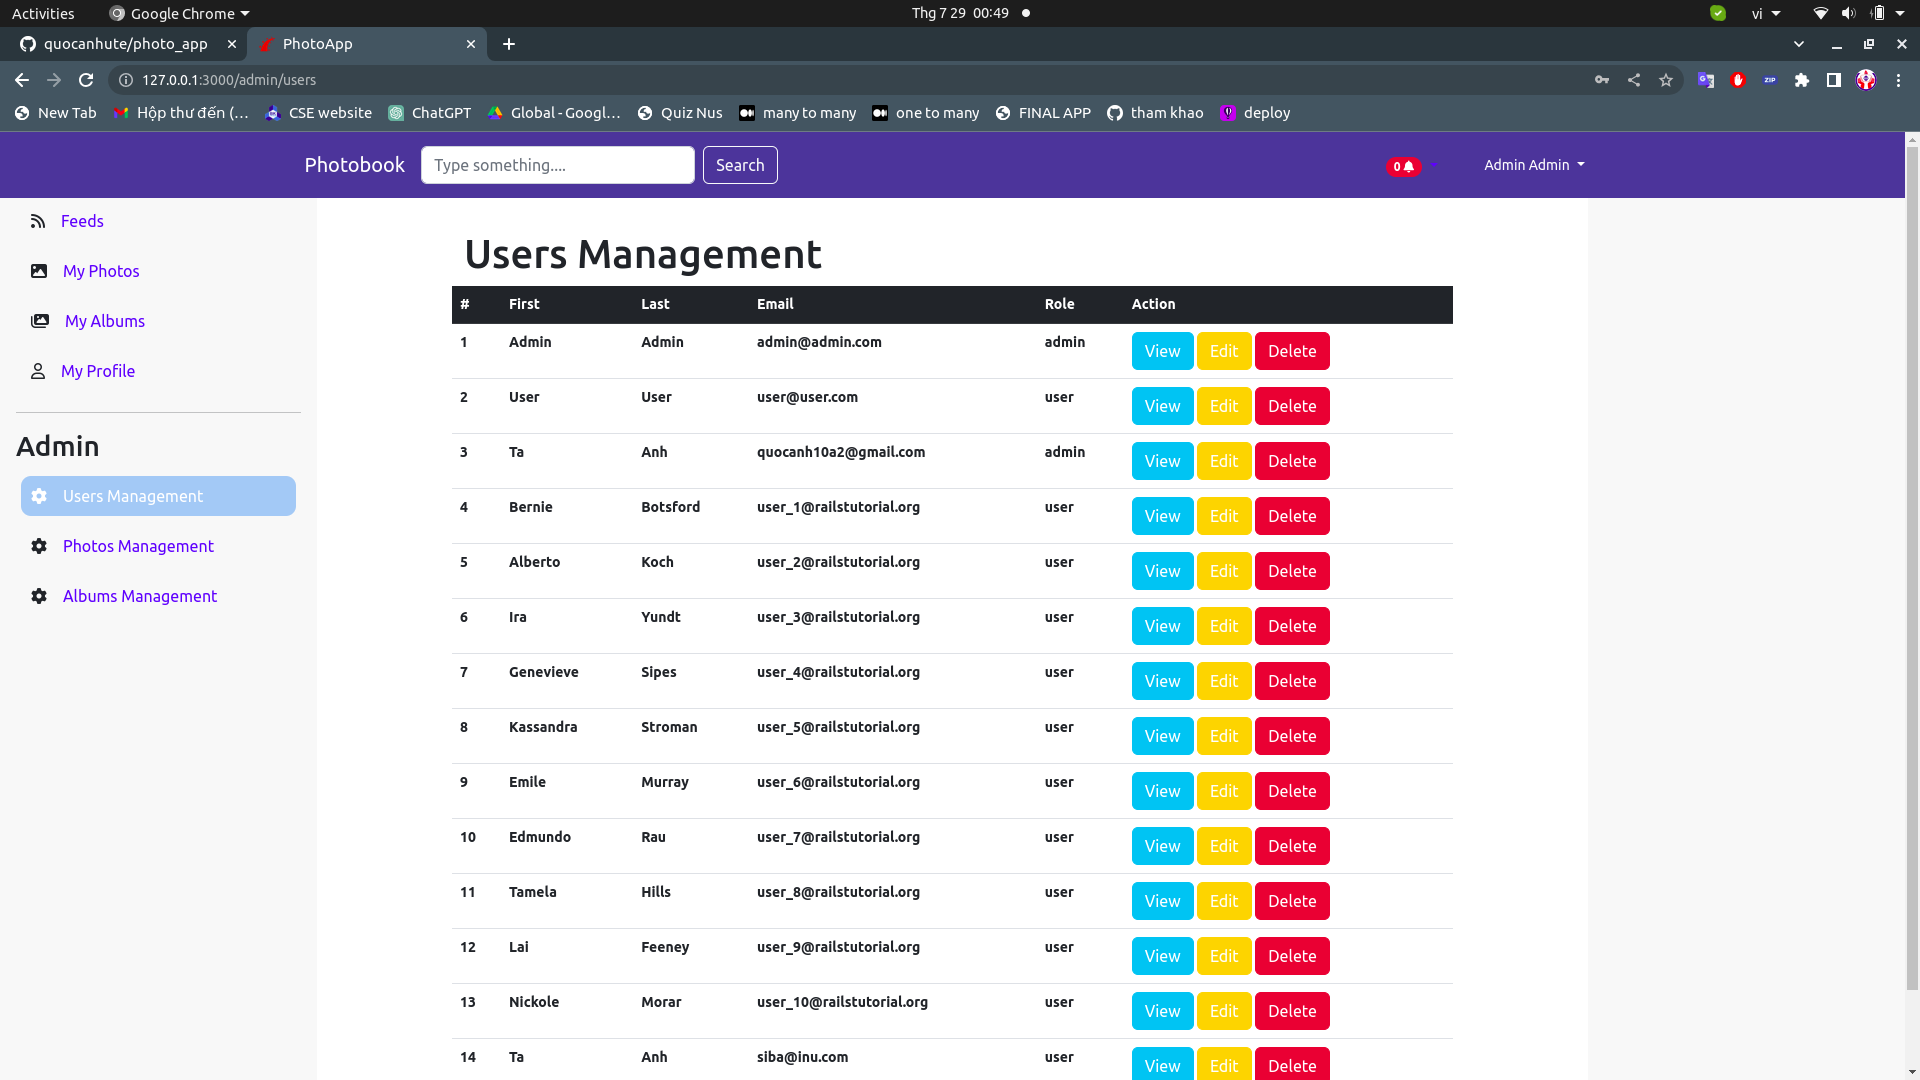 Activities Google Chrome Thg 7 29 00:49 vi
quocanhute/photo_app PhotoApp
127.0.0.1:3000/admin/users
New Tab Hộp thư đến (... CSE website ChatGPT Global - Googl... Quiz Nus many to many one to many FINAL APP tham khao deploy
Photobook Type something.... Search 0 Admin Admin
Feeds
My Photos
My Albums
My Profile
Admin
Users Management
Photos Management
Albums Management
Users Management
# First Last Email Role Action
1 Admin Admin admin@admin.com admin View Edit Delete
2 User User user@user.com user View Edit Delete
3 Ta Anh quocanh10a2@gmail.com admin View Edit Delete
4 Bernie Botsford user_1@railstutorial.org user View Edit Delete
5 Alberto Koch user_2@railstutorial.org user View Edit Delete
6 Ira Yundt user_3@railstutorial.org user View Edit Delete
7 Genevieve Sipes user_4@railstutorial.org user View Edit Delete
8 Kassandra Stroman user_5@railstutorial.org user View Edit Delete
9 Emile Murray user_6@railstutorial.org user View Edit Delete
10 Edmundo Rau user_7@railstutorial.org user View Edit Delete
11 Tamela Hills user_8@railstutorial.org user View Edit Delete
12 Lai Feeney user_9@railstutorial.org user View Edit Delete
13 Nickole Morar user_10@railstutorial.org user View Edit Delete
14 Ta Anh siba@inu.com user View Edit Delete